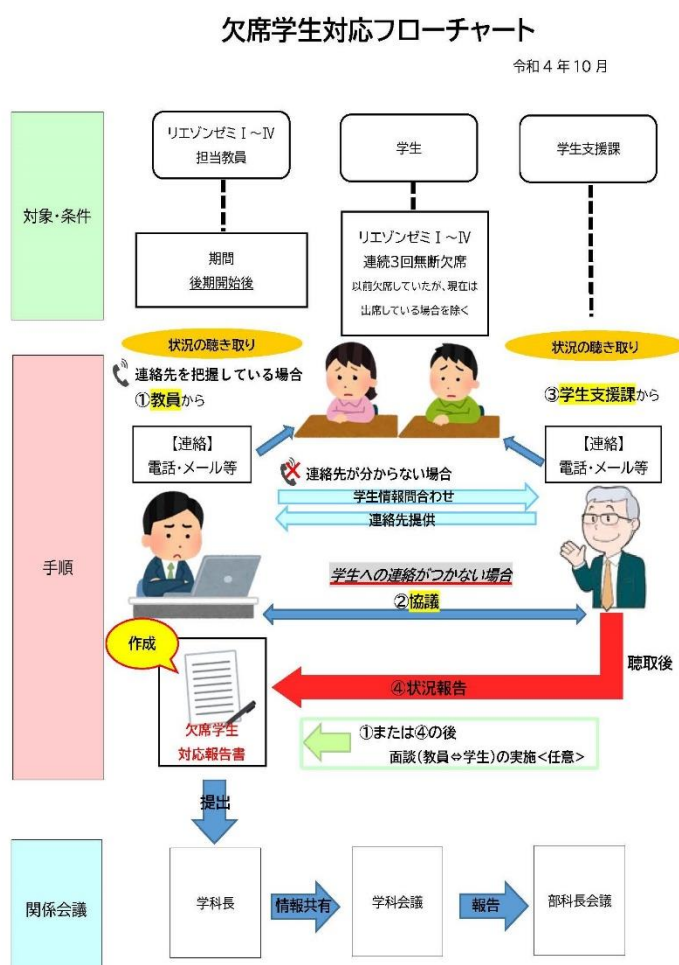 欠席学生対応フローチャート
令和4年10月
対象・条件
リエゾンゼミⅠ～Ⅳ
担当教員
学生
学生支援課
期間
後期開始後
リエゾンゼミⅠ～Ⅳ
連続3回無断欠席
以前欠席していたが、現在は
出席している場合を除く
手順
状況の聴き取り
連絡先を把握している場合
①教員から
【連絡】
電話・メール等
状況の聴き取り
③学生支援課から
【連絡】
電話・メール等
連絡先が分からない場合
学生情報問合わせ
連絡先提供
学生への連絡がつかない場合
②協議
聴取後
④状況報告
作成
欠席学生
対応報告書
①または④の後
面談(教員⇔学生)の実施<任意>
提出
関係会議
学科長
情報共有
学科会議
報告
部科長会議